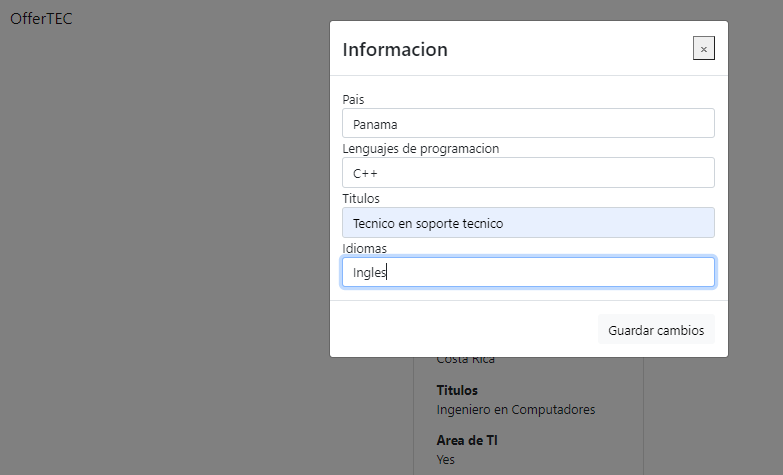 OfferTEC
Informacion
×
Pais
Panama
Lenguajes de programacion
C++
Titulos
Tecnico en soporte tecnico
Idiomas
Ingles
Guardar cambios
Costa Rica
Titulos
Ingeniero en Computadores
Area de TI
Yes